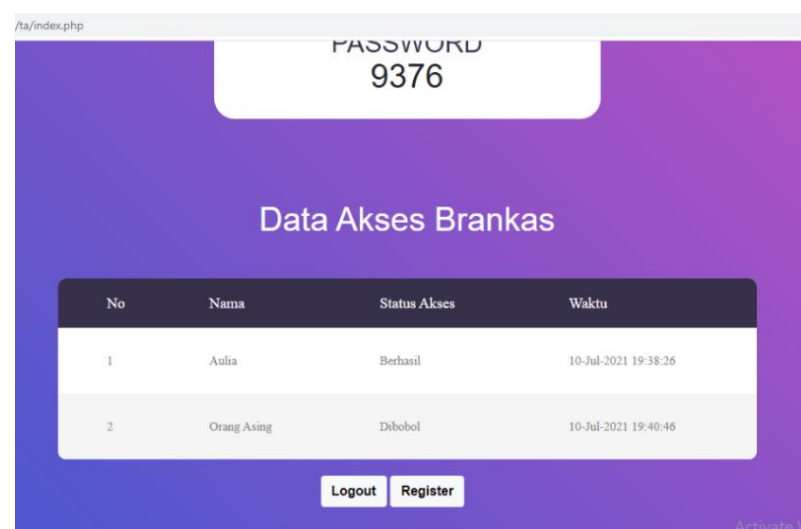 /ta/index.php
PASSWORD
9376
Data Akses Brankas
No Nama Status Akses Waktu
1 Aulia Berhasil 10-Jul-2021 19:38:26
2 Orang Asing Dibobol 10-Jul-2021 19:40:46
Logout Register
Activate